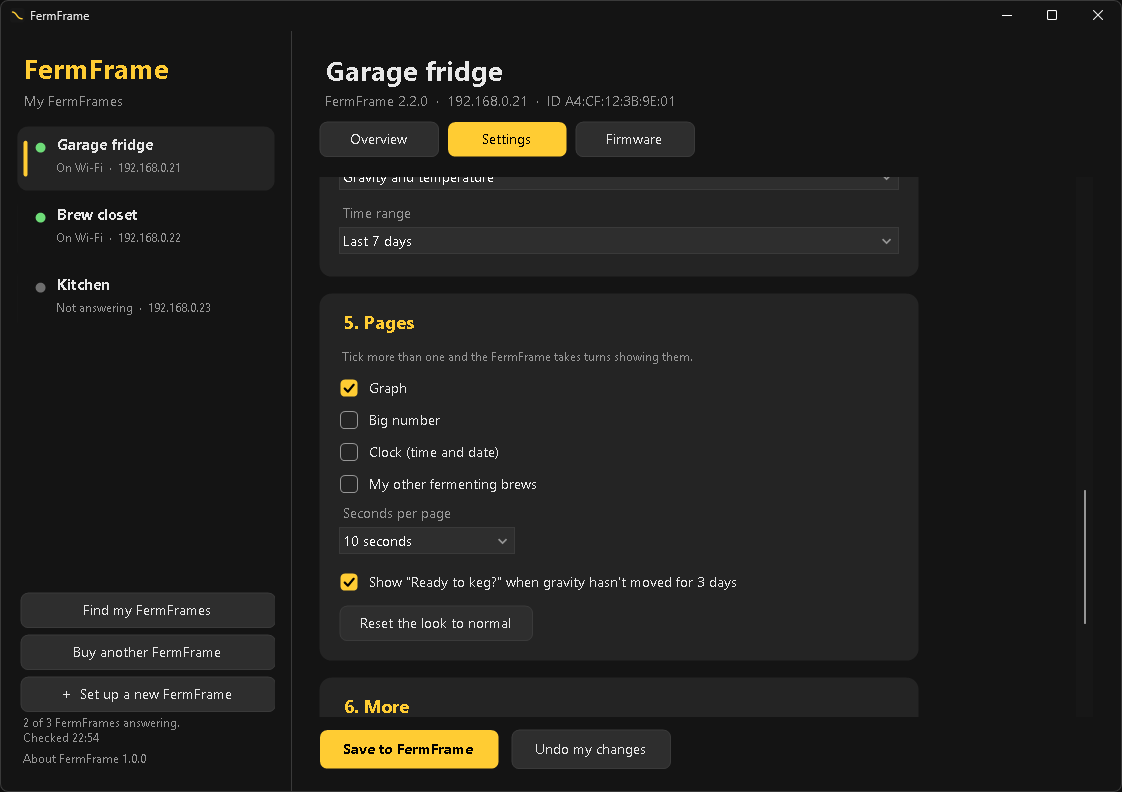 FermFrame
FermFrame
My FermFrames
Garage fridge
On Wi-Fi · 192.168.0.21
Brew closet
On Wi-Fi · 192.168.0.22
Kitchen
Not answering · 192.168.0.23
Find my FermFrames
Buy another FermFrame
+ Set up a new FermFrame
2 of 3 FermFrames answering.
Checked 22:54
About FermFrame 1.0.0
Garage fridge
FermFrame 2.2.0 · 192.168.0.21 · ID A4:CF:12:3B:9E:01
Overview
Settings
Firmware
Gravity and temperature
Time range
Last 7 days
5. Pages
Tick more than one and the FermFrame takes turns showing them.
Graph
Big number
Clock (time and date)
My other fermenting brews
Seconds per page
10 seconds
Show "Ready to keg?" when gravity hasn't moved for 3 days
Reset the look to normal
6. More
Save to FermFrame
Undo my changes